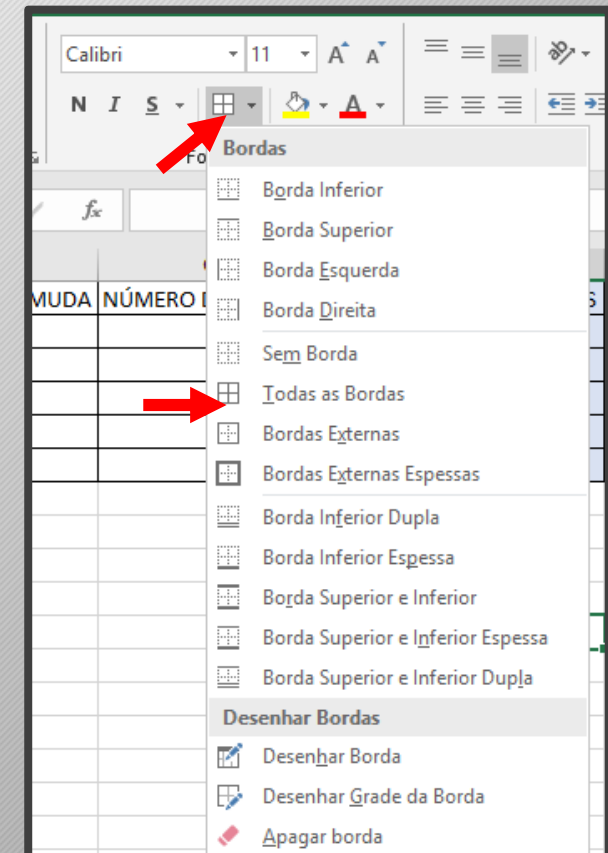 Calibri 11 A A
N I S A
Fo
Bordas
fx
Borda Inferior
Borda Superior
Borda Esquerda
MUDA NÚMERO
Borda Direita
Sem Borda
Todas as Bordas
Bordas Externas
Bordas Externas Espessas
Borda Inferior Dupla
Borda Inferior Espessa
Borda Superior e Inferior
Borda Superior e Inferior Espessa
Borda Superior e Inferior Dupla
Desenhar Bordas
Desenhar Borda
Desenhar Grade da Borda
Apagar borda